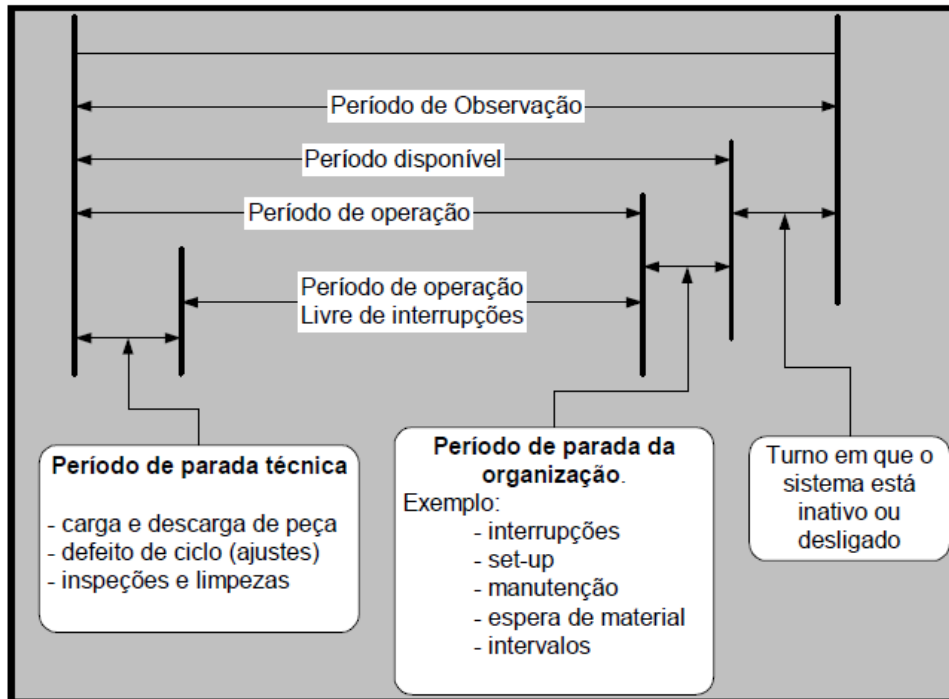 Período de Observação
Período disponível
Período de operação
Período de operação
Livre de interrupções
Período de parada técnica
- carga e descarga de peça
- defeito de ciclo (ajustes)
- inspeções e limpezas
Período de parada da
organização.
Exemplo:
- interrupções
- set-up
- manutenção
- espera de material
- intervalos
Turno em que o
sistema está
inativo ou
desligado